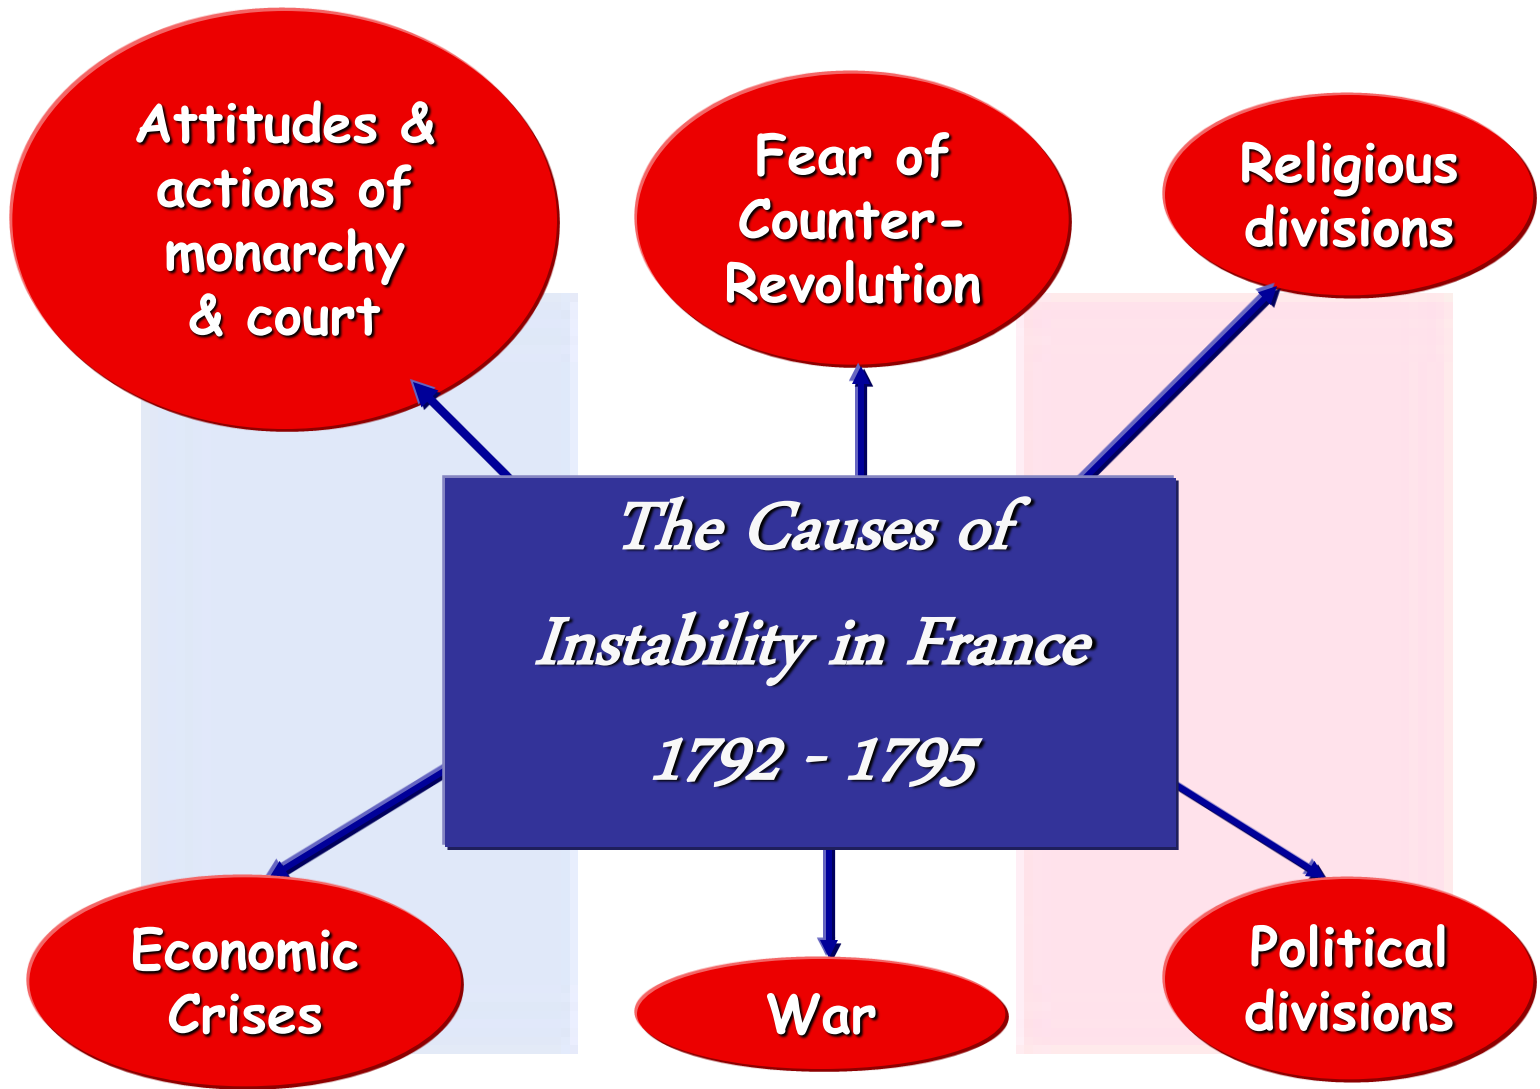 Attitudes &
actions of
monarchy
& court
Fear of
Counter-
Revolution
Religious
divisions
The Causes of
Instability in France
1792 - 1795
Economic
Crises
War
Political
divisions